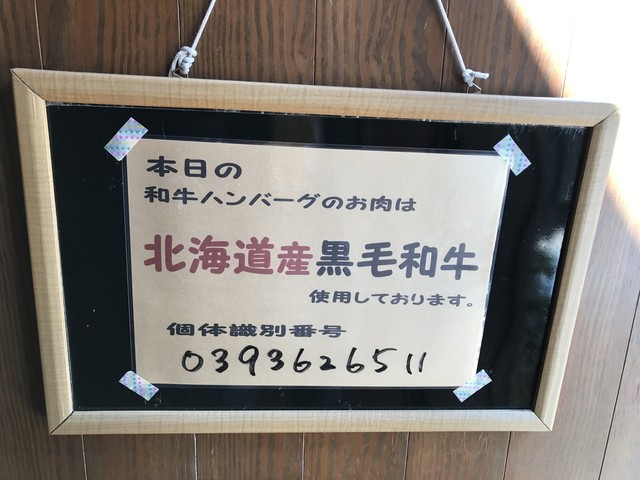 本日の
和牛ハンバーグのお肉は
北海道産黒毛和牛
使用しております。
個体識別番号
0393626511